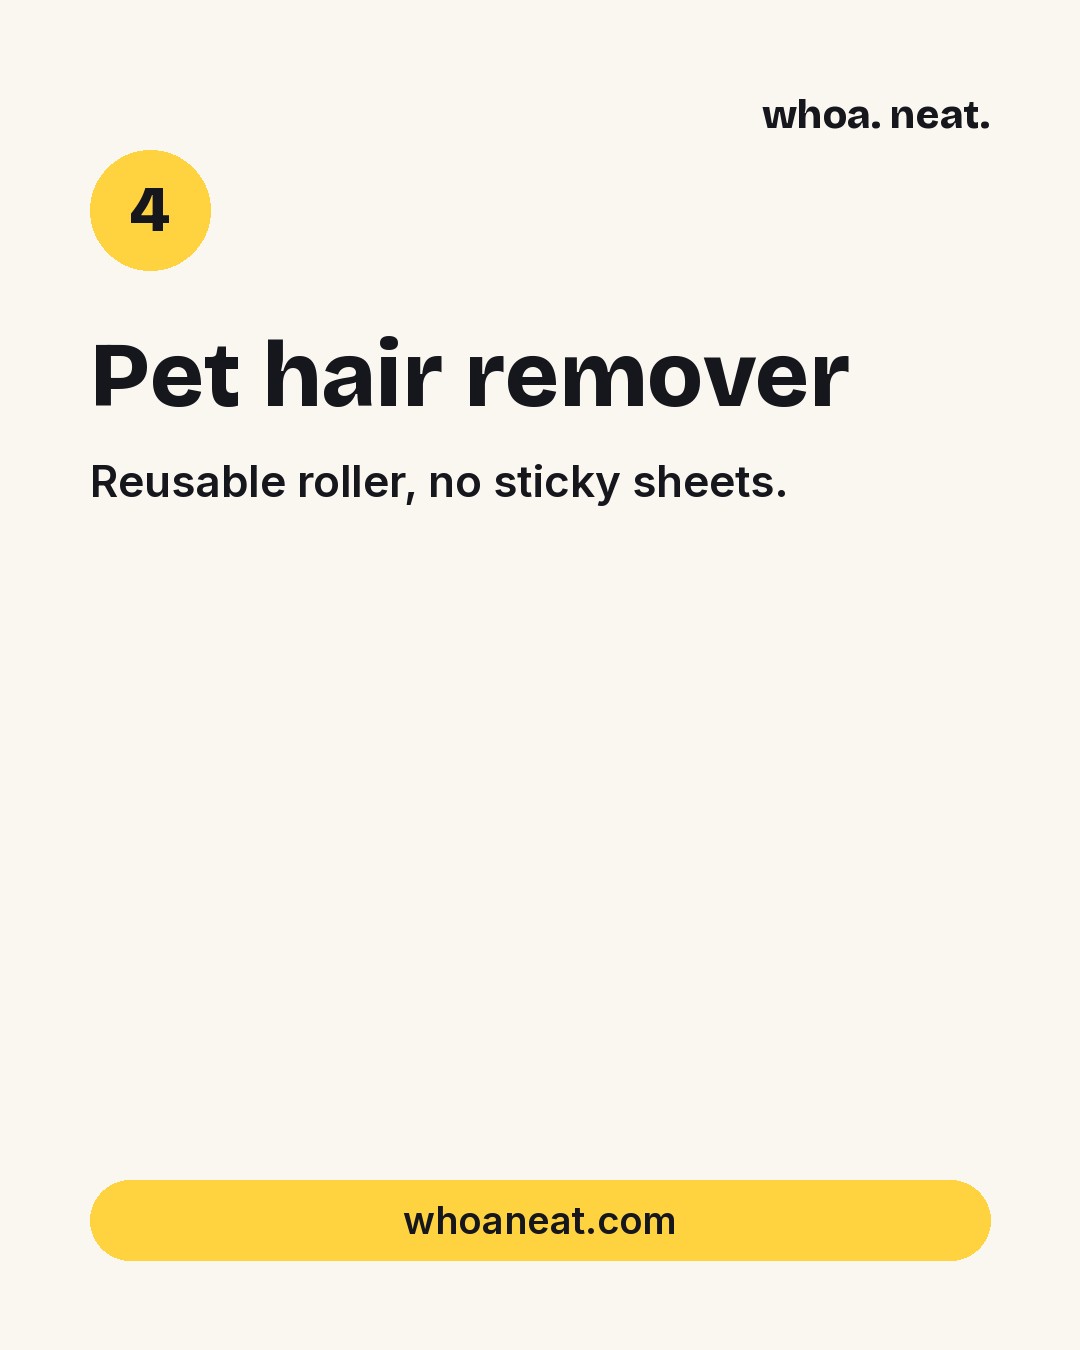 whoa. neat.
4
Pet hair remover
Reusable roller, no sticky sheets.
whoaneat.com